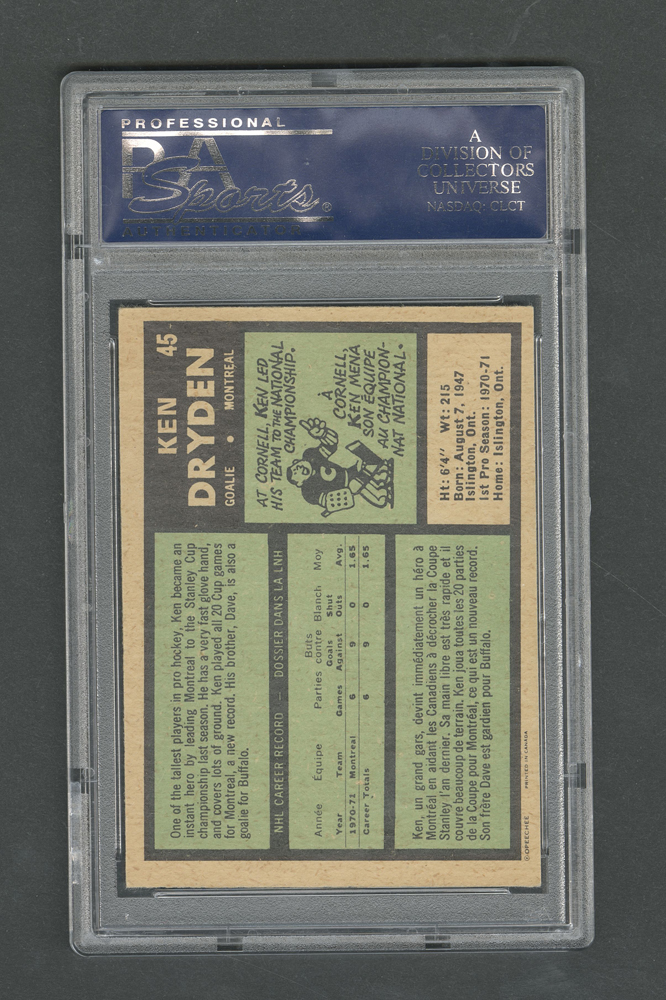 PROFESSIONAL
PSA
Sports®
AUTHENTICATOR
A
DIVISION OF
COLLECTORS
UNIVERSE
NASDAQ: CLCT
45
KEN
DRYDEN
GOALIE • MONTREAL
One of the tallest players in pro hockey, Ken became an
instant hero by leading Montreal to the Stanley Cup
championship last season. He has a very fast glove hand,
and covers lots of ground. Ken played all 20 Cup games
for Montreal, a new record. His brother, Dave, is also a
goalie for Buffalo.
AT CORNELL, KEN LED
HIS TEAM TO THE NATIONAL
CHAMPIONSHIP.
À
CORNELL,
KEN MENA
SON ÉQUIPE
AU CHAMPION-
NAT NATIONAL.
C
NHL CAREER RECORD — DOSSIER DANS LA LNH
Année Équipe Parties Buts contre Blanch Moy
Year Team Games Goals Against Shut Outs Avg.
1970-71 Montreal 6 9 0 1.65
Career Totals 6 9 0 1.65
Ht: 6'4" Wt: 215
Born: August 7, 1947
Islington, Ont.
1st Pro Season: 1970-71
Home: Islington, Ont.
Ken, un grand gars, devint immédiatement un héro à
Montréal en aidant les Canadiens à décrocher la Coupe
Stanley l'an dernier. Sa main libre est très rapide et il
couvre beaucoup de terrain. Ken joua toutes les 20 parties
de la Coupe pour Montréal, ce qui est un nouveau record.
Son frère Dave est gardien pour Buffalo.
© OPEECHEE PRINTED IN CANADA